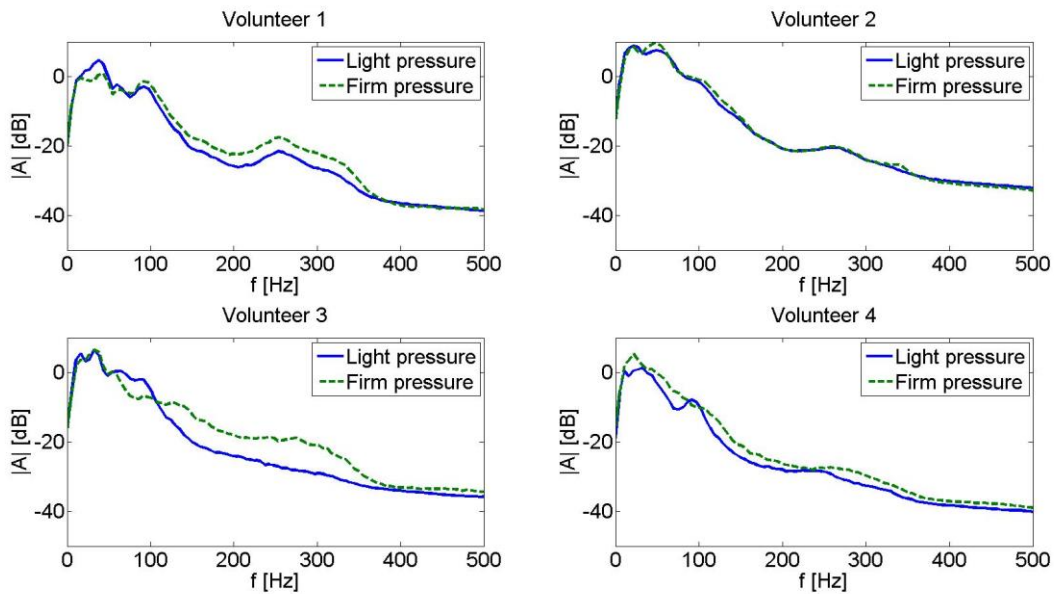 Volunteer 1
|A| [dB]
0
-20
-40
Light pressure
Firm pressure
0 100 200 300 400 500
f [Hz]
Volunteer 2
|A| [dB]
0
-20
-40
Light pressure
Firm pressure
0 100 200 300 400 500
f [Hz]
Volunteer 3
|A| [dB]
0
-20
-40
Light pressure
Firm pressure
0 100 200 300 400 500
f [Hz]
Volunteer 4
|A| [dB]
0
-20
-40
Light pressure
Firm pressure
0 100 200 300 400 500
f [Hz]